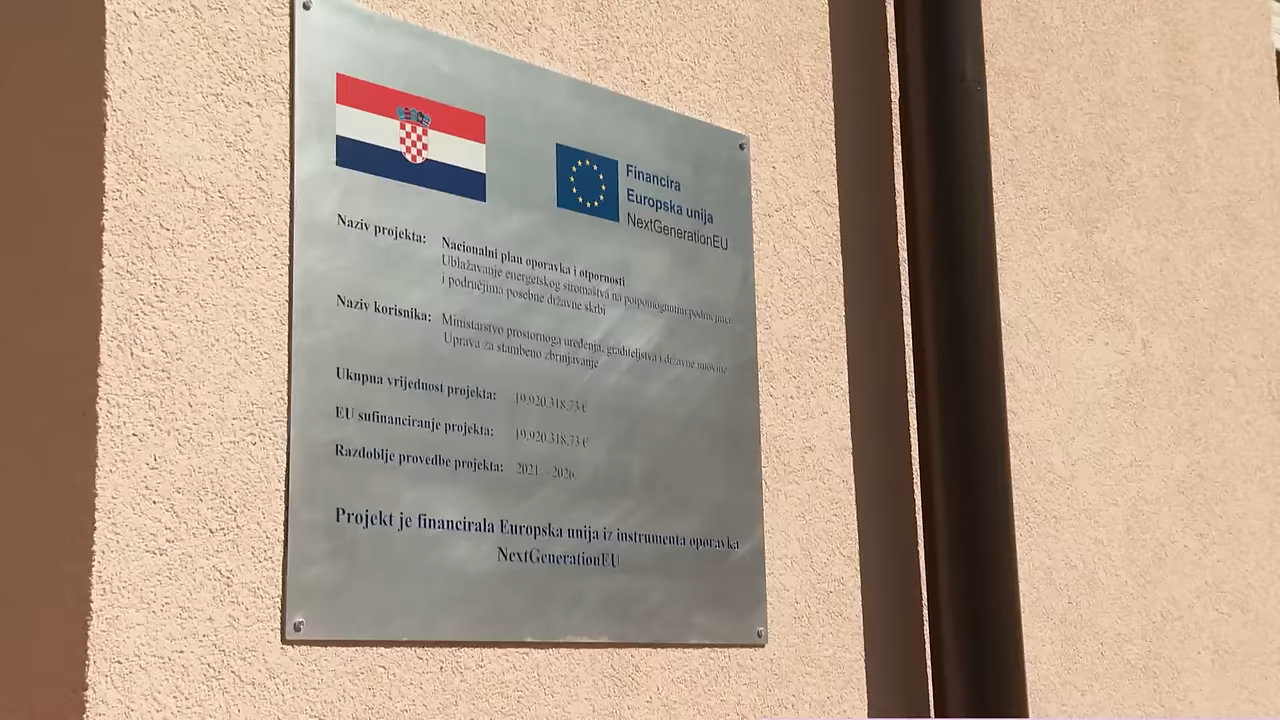 Financira
Europska unija
NextGenerationEU
Naziv projekta: Nacionalni plan oporavka i otpornosti
Ublažavanje energetskog siromaštva na potpomognutim područjima
i područjima posebne državne skrbi
Naziv korisnika: Ministarstvo prostornoga uređenja, graditeljstva i državne imovine
Uprava za stambeno zbrinjavanje
Ukupna vrijednost projekta: 19.920.318,73 €
EU sufinanciranje projekta: 19.920.318,73 €
Razdoblje provedbe projekta: 2021. - 2026.
Projekt je financirala Europska unija iz instrumenta oporavka
NextGenerationEU